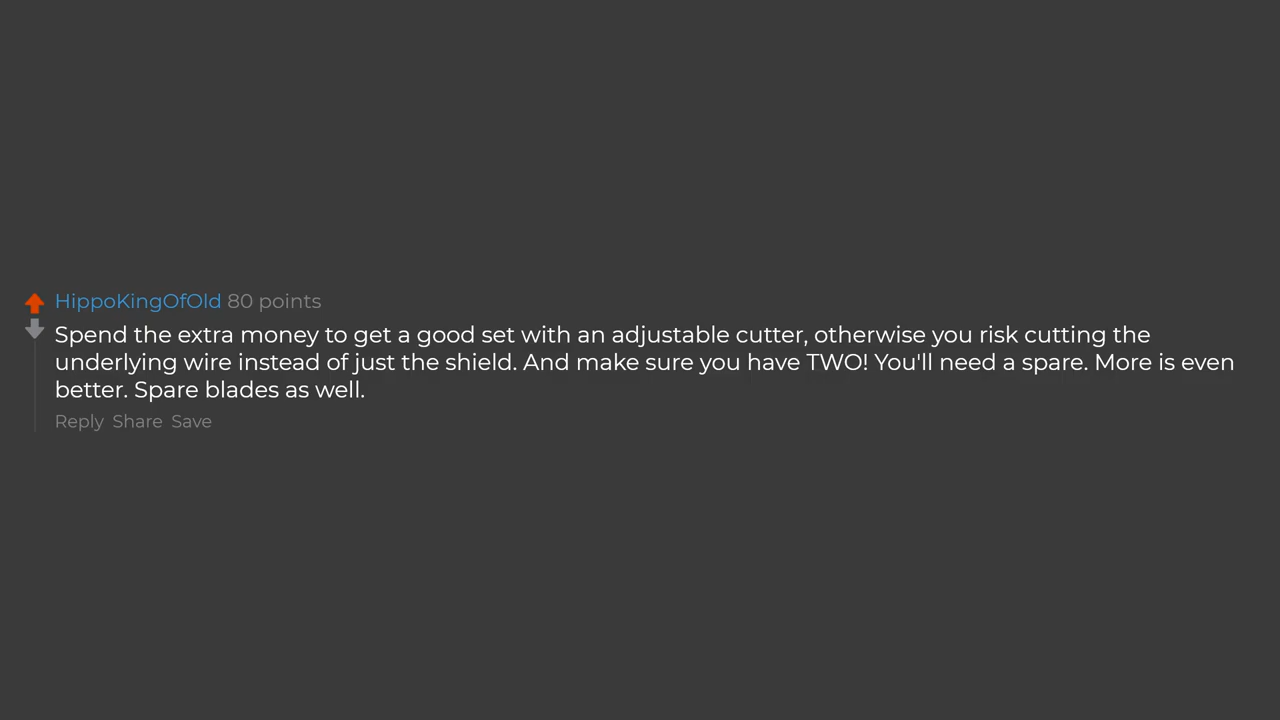 HippoKingOfOld 80 points
Spend the extra money to get a good set with an adjustable cutter, otherwise you risk cutting the
underlying wire instead of just the shield. And make sure you have TWO! You'll need a spare. More is even
better. Spare blades as well.
Reply Share Save